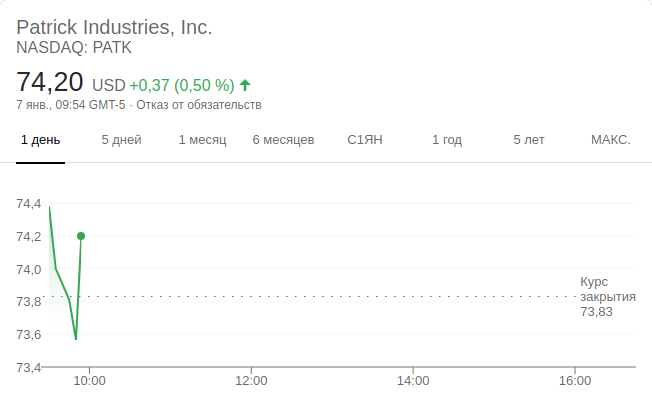 Patrick Industries, Inc.
NASDAQ: PATK
74,20 USD +0,37 (0,50 %)
7 янв., 09:54 GMT-5 · Отказ от обязательств
1 день 5 дней 1 месяц 6 месяцев С1ЯН 1 год 5 лет МАКС.
74,4
74,2
74,0
73,8
73,6
73,4
Курс
закрытия
73,83
10:00 12:00 14:00 16:00